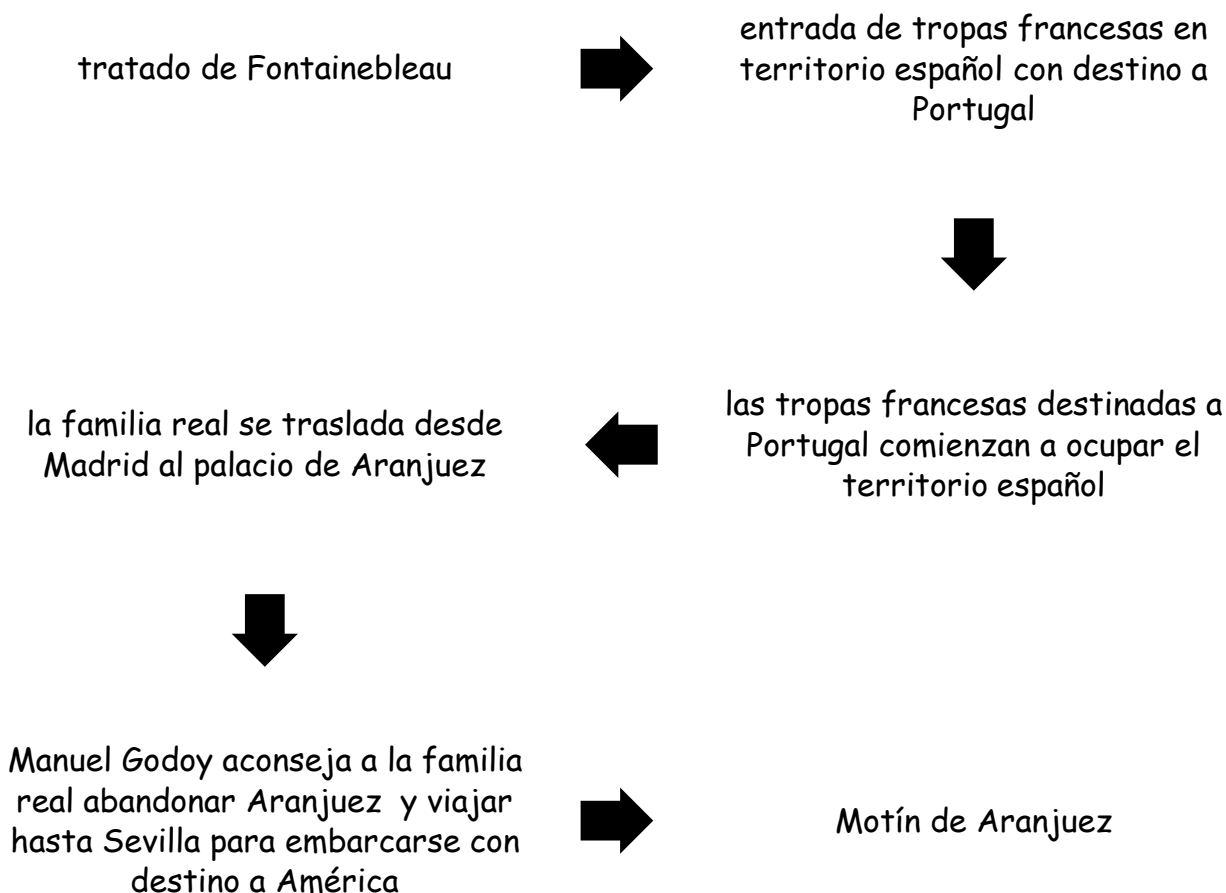 tratado de Fontainebleau
entrada de tropas francesas en
territorio español con destino a
Portugal
las tropas francesas destinadas a
Portugal comienzan a ocupar el
territorio español
la familia real se traslada desde
Madrid al palacio de Aranjuez
Manuel Godoy aconseja a la familia
real abandonar Aranjuez y viajar
hasta Sevilla para embarcarse con
destino a América
Motín de Aranjuez